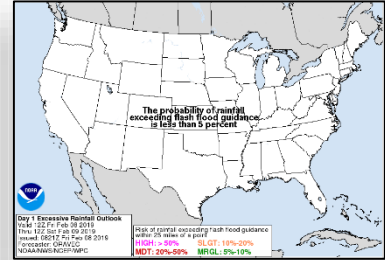 The probability of rainfall
exceeding flash flood guidance
is less than 5 percent
NOAA
Day 1 Excessive Rainfall Outlook
Valid 12Z Fri Feb 08 2019
Thru 12Z Sat Feb 09 2019
Issued: 0821Z Fri Feb 08 2019
Forecaster: ORAVEC
NOAA/NWS/NCEP/WPC
Risk of rainfall exceeding flash flood guidance
within 25 miles of a point
HIGH: > 50% SLGT: 10%-20%
MDT: 20%-50% MRGL: 5%-10%